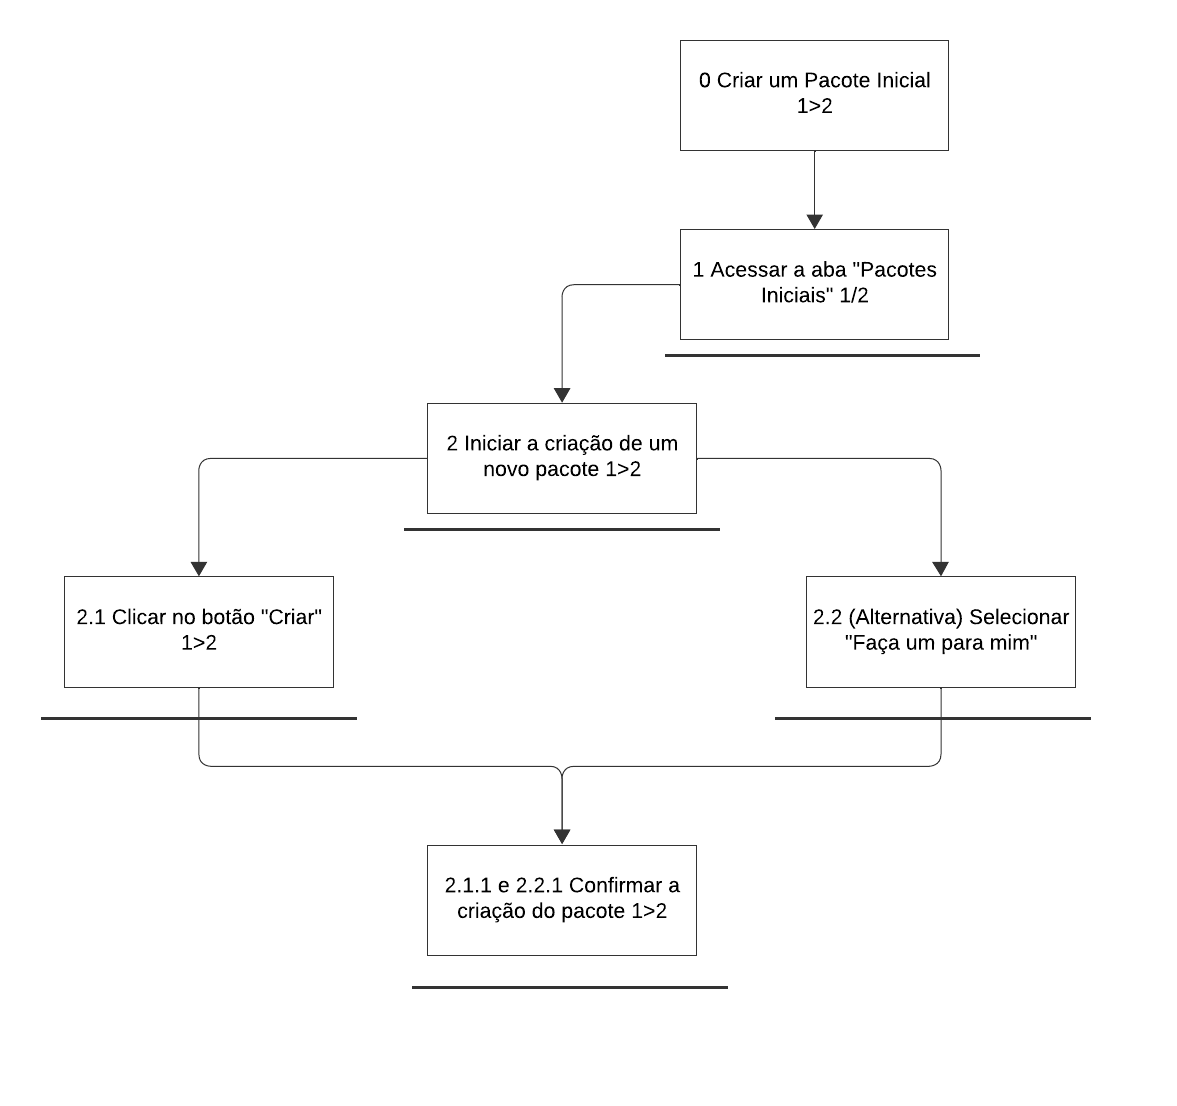 0 Criar um Pacote Inicial
1>2
1 Acessar a aba "Pacotes
Iniciais" 1/2
2 Iniciar a criação de um
novo pacote 1>2
2.1 Clicar no botão "Criar"
1>2
2.2 (Alternativa) Selecionar
"Faça um para mim"
2.1.1 e 2.2.1 Confirmar a
criação do pacote 1>2